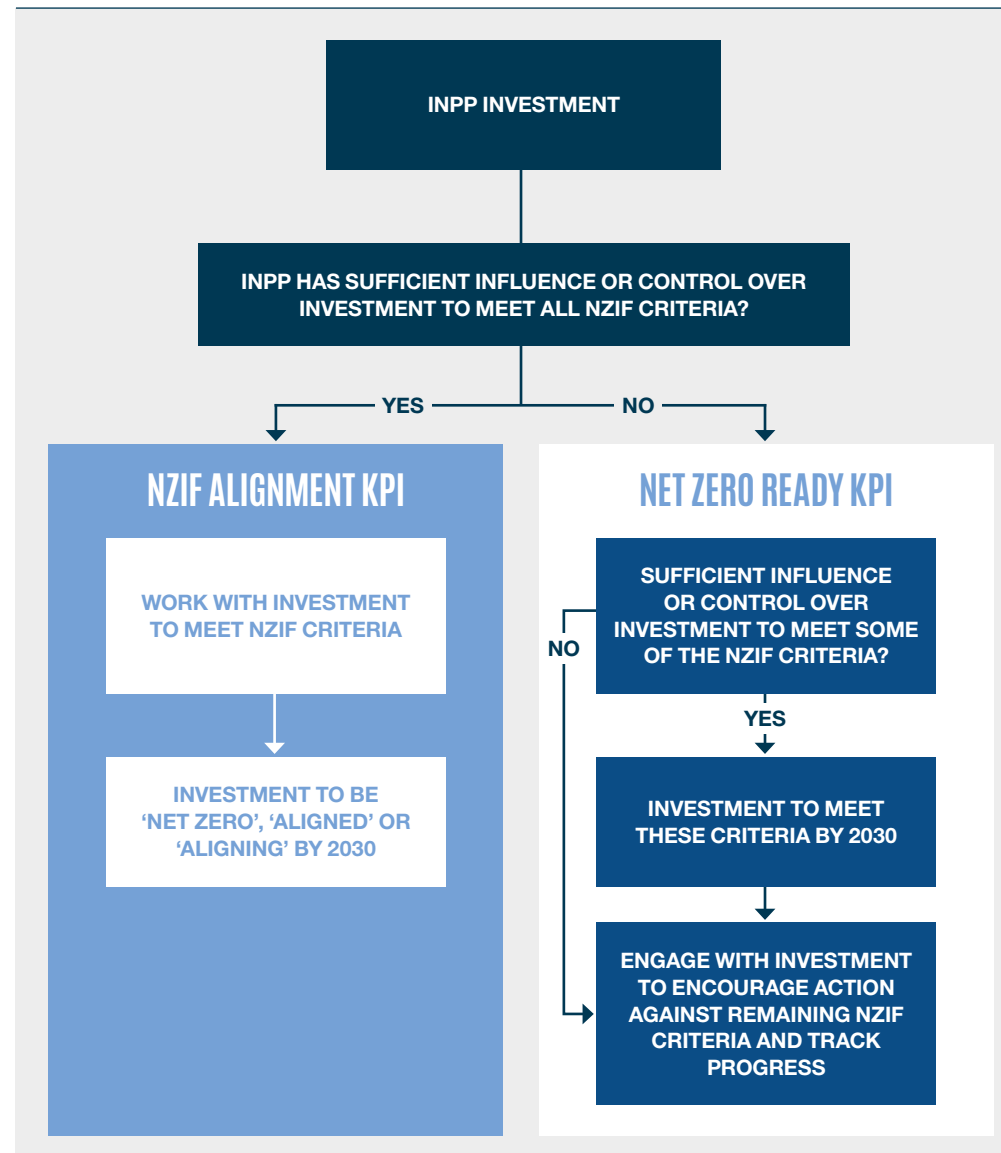 INPP INVESTMENT
INPP HAS SUFFICIENT INFLUENCE OR CONTROL OVER
INVESTMENT TO MEET ALL NZIF CRITERIA?
YES
NO
NZIF ALIGNMENT KPI
WORK WITH INVESTMENT
TO MEET NZIF CRITERIA
INVESTMENT TO BE
‘NET ZERO’, ‘ALIGNED’ OR
‘ALIGNING’ BY 2030
NET ZERO READY KPI
SUFFICIENT INFLUENCE
OR CONTROL OVER
INVESTMENT TO MEET SOME
OF THE NZIF CRITERIA?
NO
YES
INVESTMENT TO MEET
THESE CRITERIA BY 2030
ENGAGE WITH INVESTMENT
TO ENCOURAGE ACTION
AGAINST REMAINING NZIF
CRITERIA AND TRACK
PROGRESS